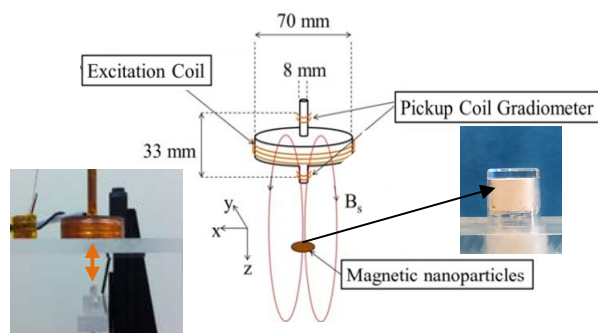 70 mm
Excitation Coil
8 mm
Pickup Coil Gradiometer
33 mm
Bs
y
x
z
Magnetic nanoparticles